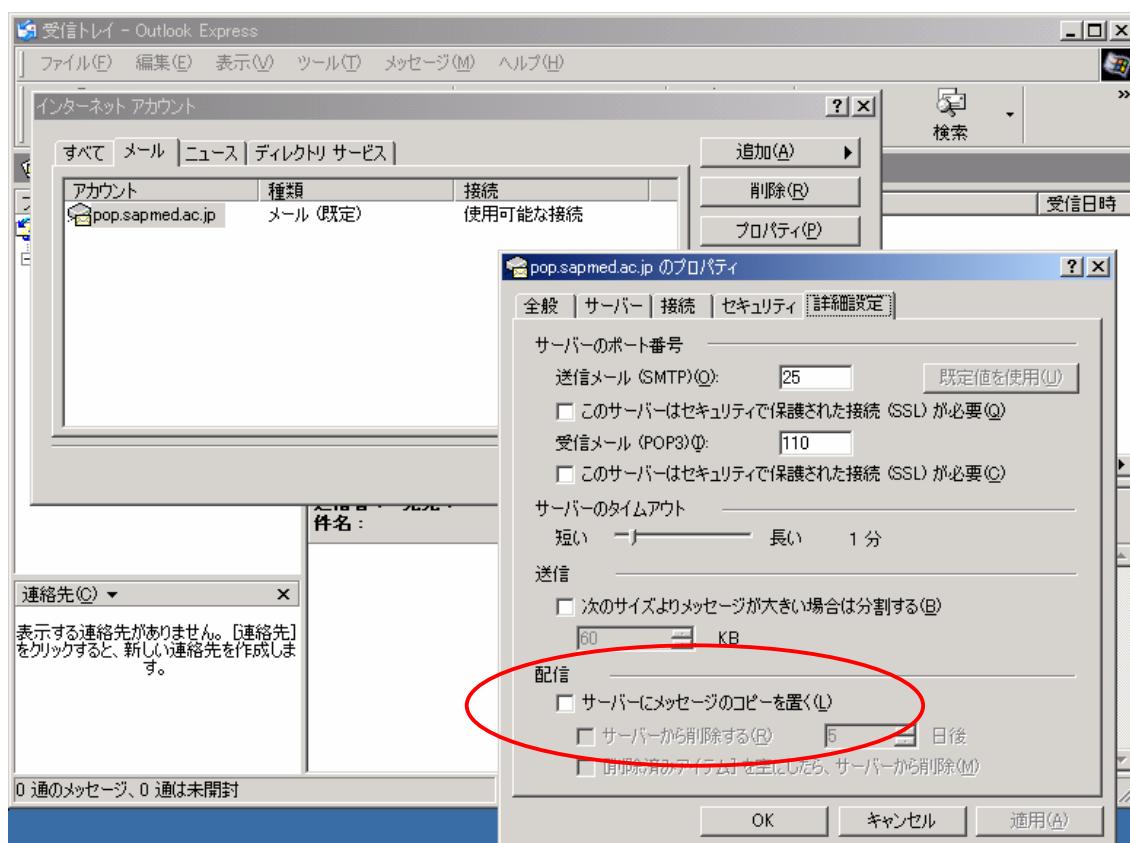 受信トレイ - Outlook Express
ファイル(F) 編集(E) 表示(V) ツール(T) メッセージ(M) ヘルプ(H)
検索
受信日時
インターネット アカウント
すべて メール ニュース ディレクトリ サービス
追加(A)
削除(R)
プロパティ(P)
アカウント 種類 接続
pop.sapmed.ac.jp メール (既定) 使用可能な接続
pop.sapmed.ac.jp のプロパティ
全般 サーバー 接続 セキュリティ 詳細設定
サーバーのポート番号
送信メール (SMTP)(O): 25 既定値を使用(U)
このサーバーはセキュリティで保護された接続 (SSL) が必要(Q)
受信メール (POP3)(I): 110
このサーバーはセキュリティで保護された接続 (SSL) が必要(C)
サーバーのタイムアウト
短い 長い 1 分
送信
次のサイズよりメッセージが大きい場合は分割する(B)
60 KB
配信
サーバーにメッセージのコピーを置く(L)
サーバーから削除する(R) 5 日後
[削除済みアイテム] を空にしたら、サーバーから削除(M)
OK キャンセル 適用(A)
件名:
連絡先(C)
表示する連絡先がありません。[連絡先]
をクリックすると、新しい連絡先を作成しま
す。
0 通のメッセージ、0 通は未開封